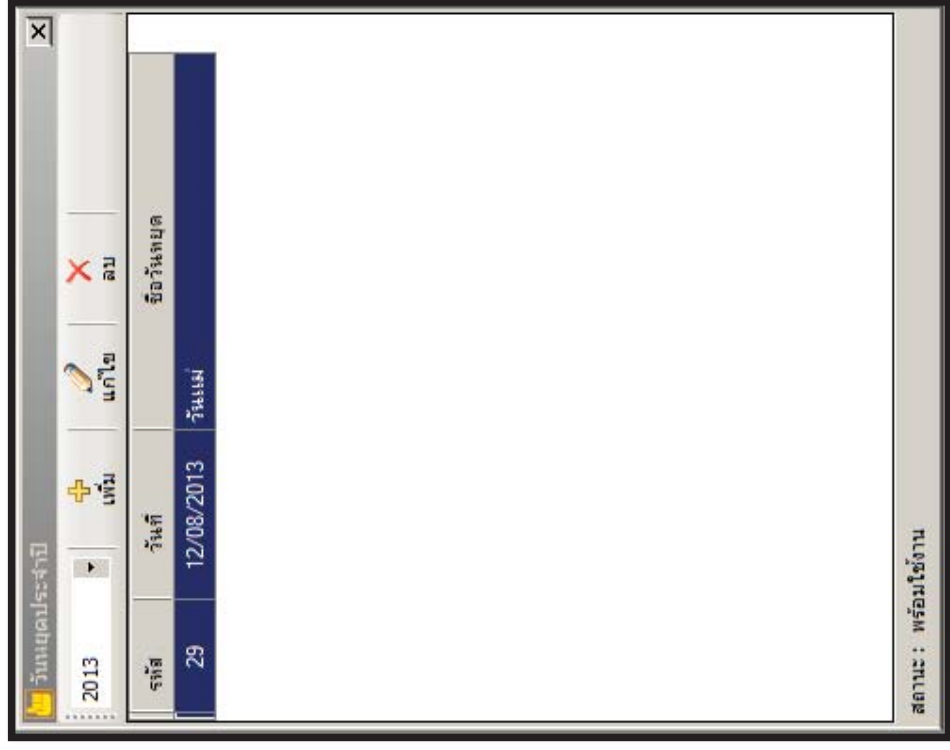 วันหยุดประจำปี
2013 เพิ่ม แก้ไข ลบ
รหัส วันที่ ชื่อวันหยุด
29 12/08/2013 วันแม่
สถานะ : พร้อมใช้งาน